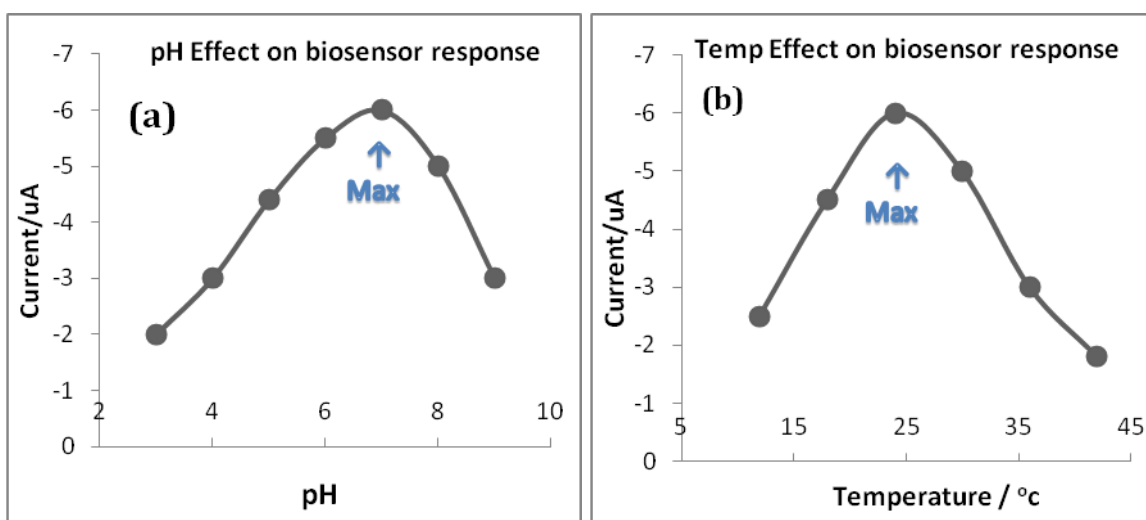 pH Effect on biosensor response
(a)
Max
Current/uA
-7
-6
-5
-4
-3
-2
-1
0
2
4
6
8
10
pH
Temp Effect on biosensor response
(b)
Max
Current/uA
-7
-6
-5
-4
-3
-2
-1
0
5
15
25
35
45
Temperature / °c